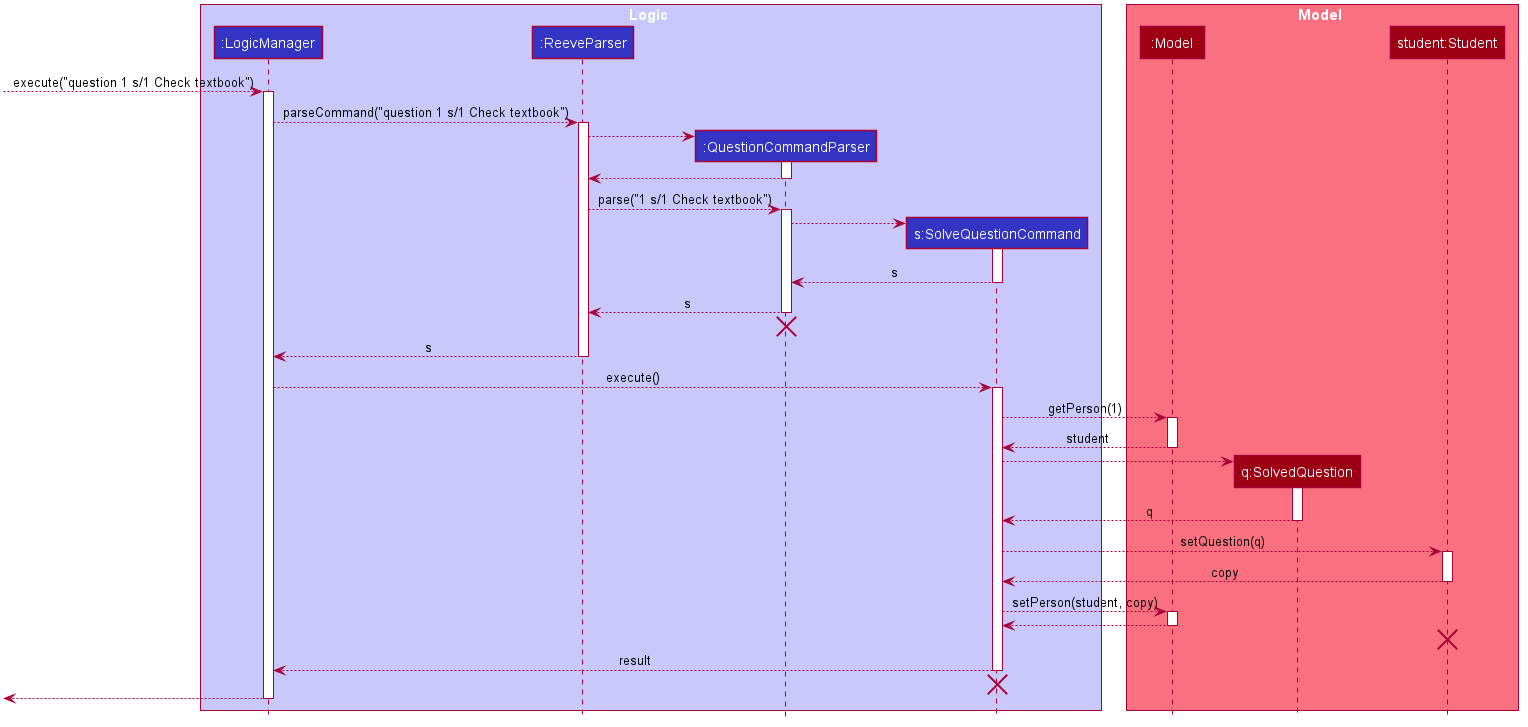 Logic
Model
:LogicManager
:ReeveParser
:Model
student:Student
execute("question 1 s/1 Check textbook")
parseCommand("question 1 s/1 Check textbook")
:QuestionCommandParser
parse("1 s/1 Check textbook")
s:SolveQuestionCommand
s
s
s
execute()
getPerson(1)
student
q:SolvedQuestion
q
setQuestion(q)
copy
setPerson(student, copy)
result